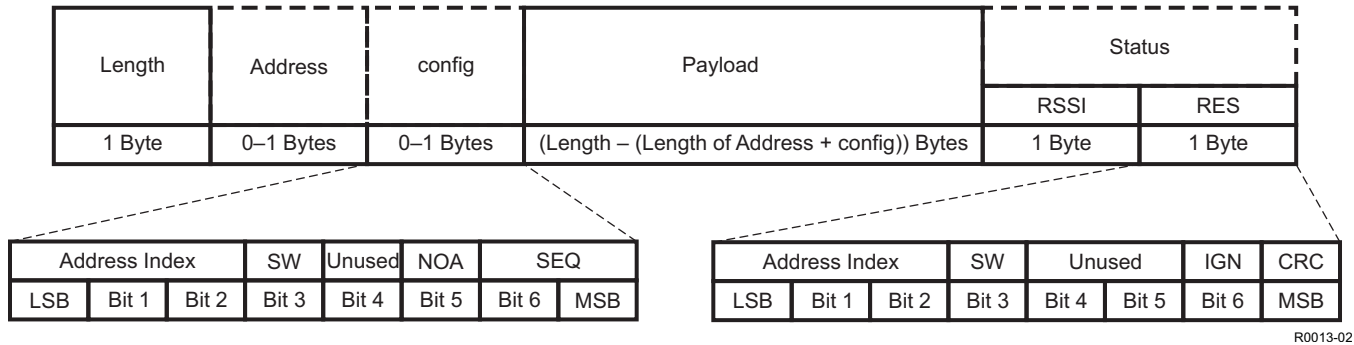 Length Address config Payload Status
RSSI RES
1 Byte 0–1 Bytes 0–1 Bytes (Length – (Length of Address + config)) Bytes 1 Byte 1 Byte
Address Index SW Unused NOA SEQ
LSB Bit 1 Bit 2 Bit 3 Bit 4 Bit 5 Bit 6 MSB
Address Index SW Unused IGN CRC
LSB Bit 1 Bit 2 Bit 3 Bit 4 Bit 5 Bit 6 MSB
R0013-02